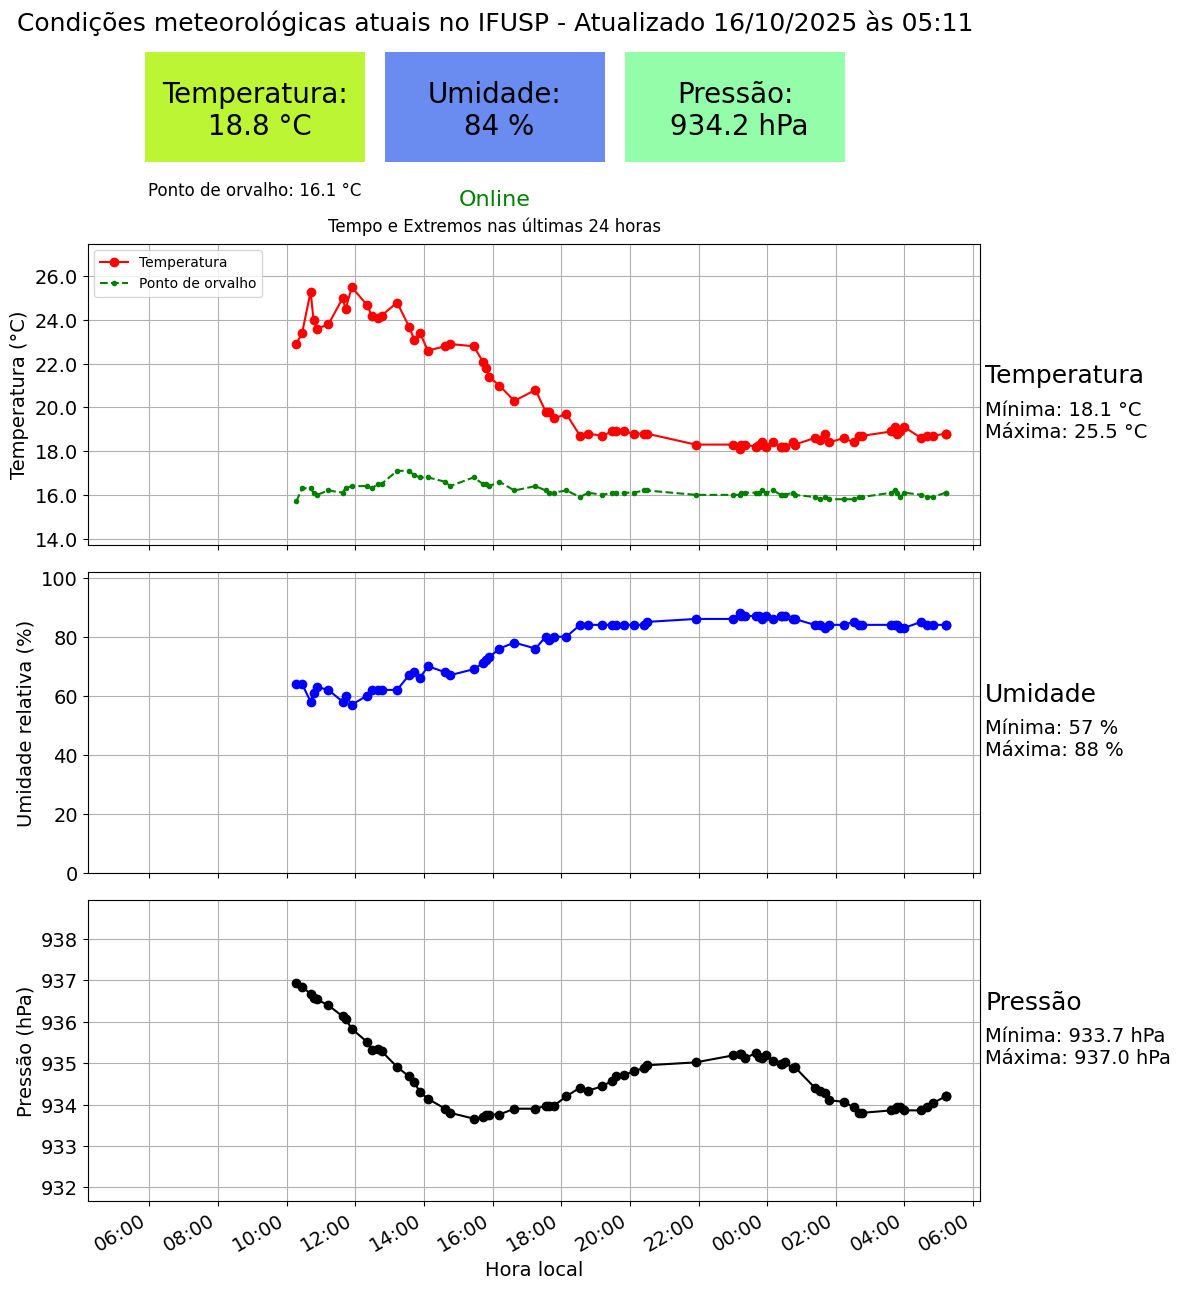 Condições meteorológicas atuais no IFUSP - Atualizado 16/10/2025 às 05:11
Temperatura:
18.8 °C
Umidade:
84 %
Pressão:
934.2 hPa
Ponto de orvalho: 16.1 °C
Online
Tempo e Extremos nas últimas 24 horas
Temperatura
Ponto de orvalho
Temperatura (°C)
26.0
24.0
22.0
20.0
18.0
16.0
14.0
Temperatura
Mínima: 18.1 °C
Máxima: 25.5 °C
Umidade relativa (%)
100
80
60
40
20
0
Umidade
Mínima: 57 %
Máxima: 88 %
Pressão (hPa)
938
937
936
935
934
933
932
Pressão
Mínima: 933.7 hPa
Máxima: 937.0 hPa
06:00
08:00
10:00
12:00
14:00
16:00
18:00
20:00
22:00
00:00
02:00
04:00
06:00
Hora local